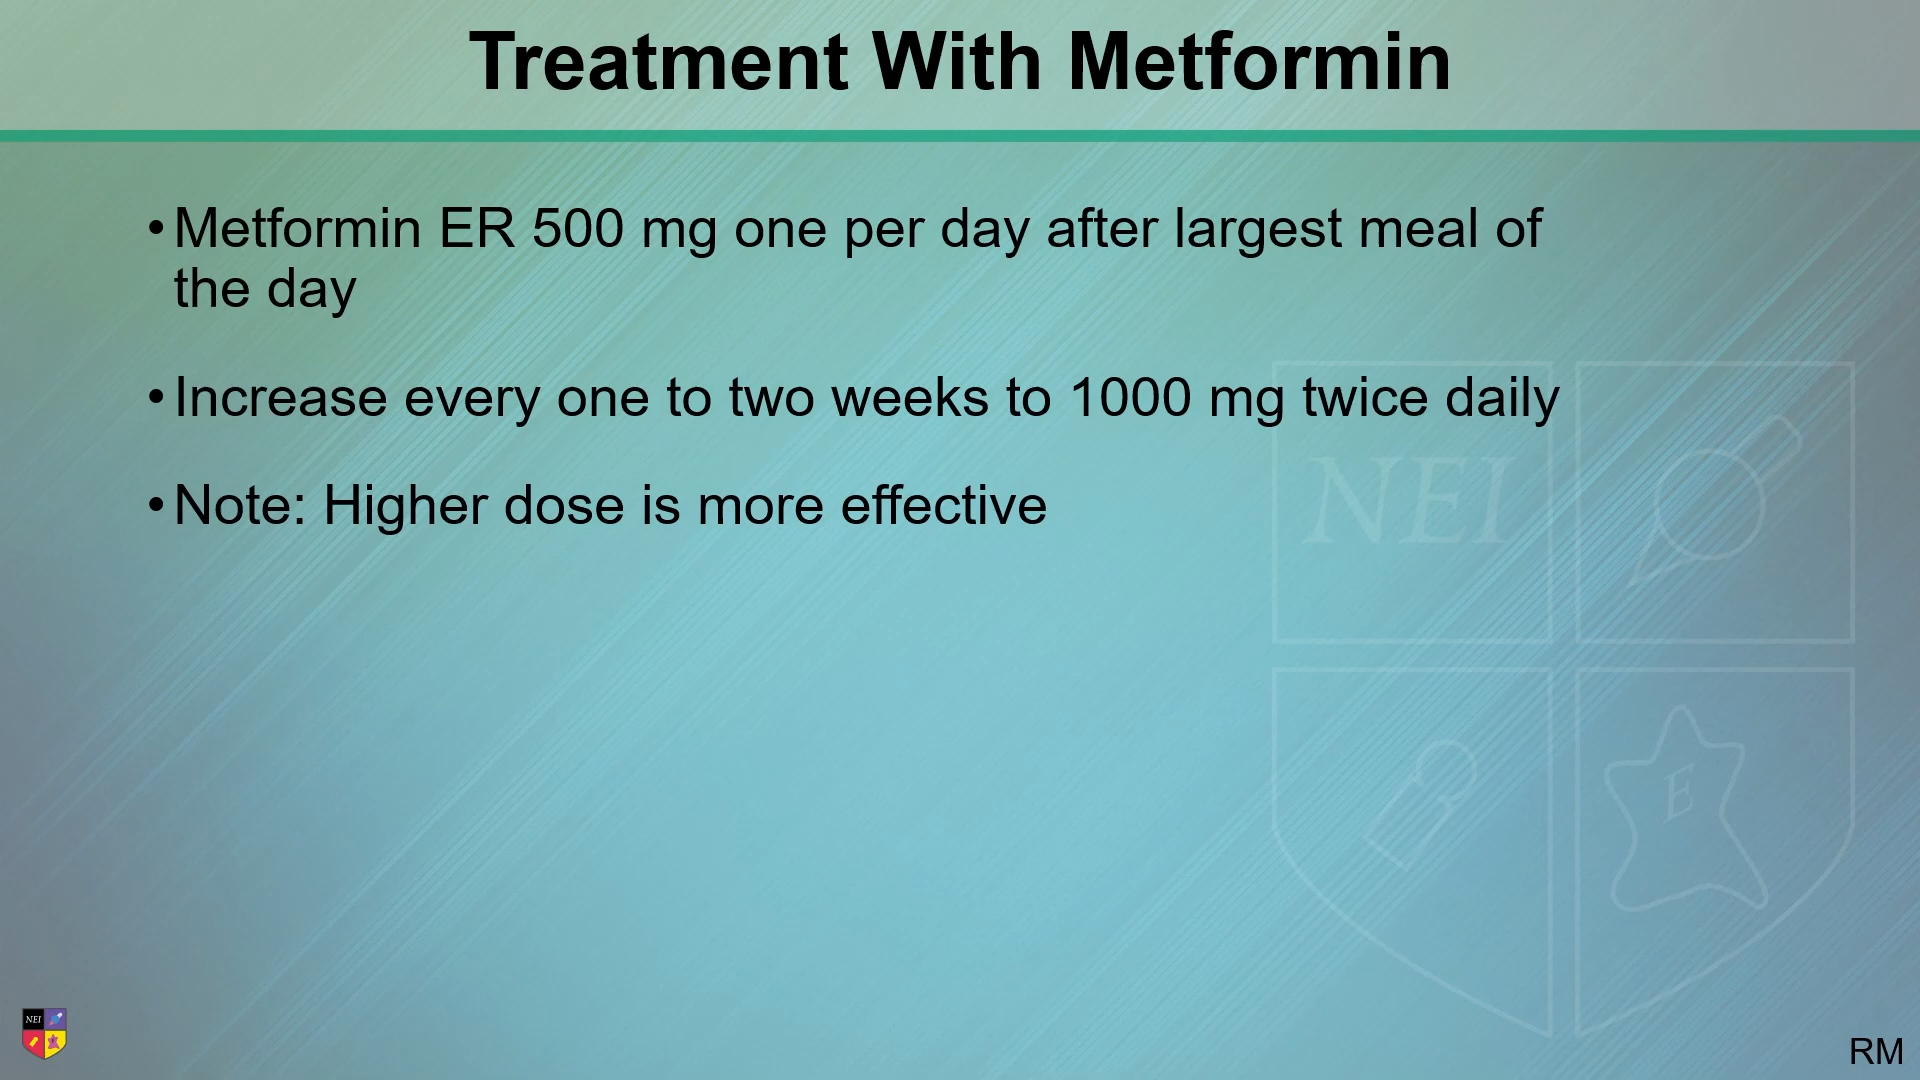 Treatment With Metformin
• Metformin ER 500 mg one per day after largest meal of
the day
• Increase every one to two weeks to 1000 mg twice daily
• Note: Higher dose is more effective
NEI
E
NEI
RM